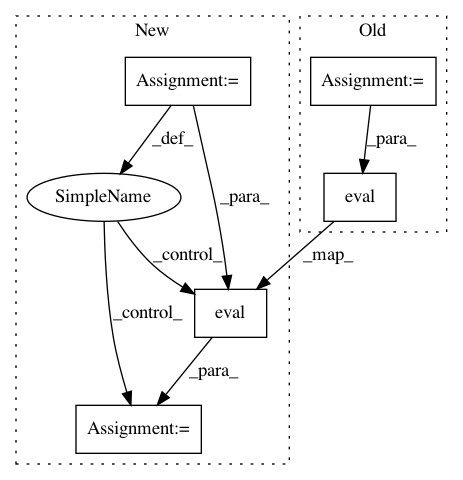 New
Old
Assignment:=
Assignment:=
_def_
_para_
SimpleName
_para_
eval
_control_
_map_
_control_
eval
_para_
Assignment:=